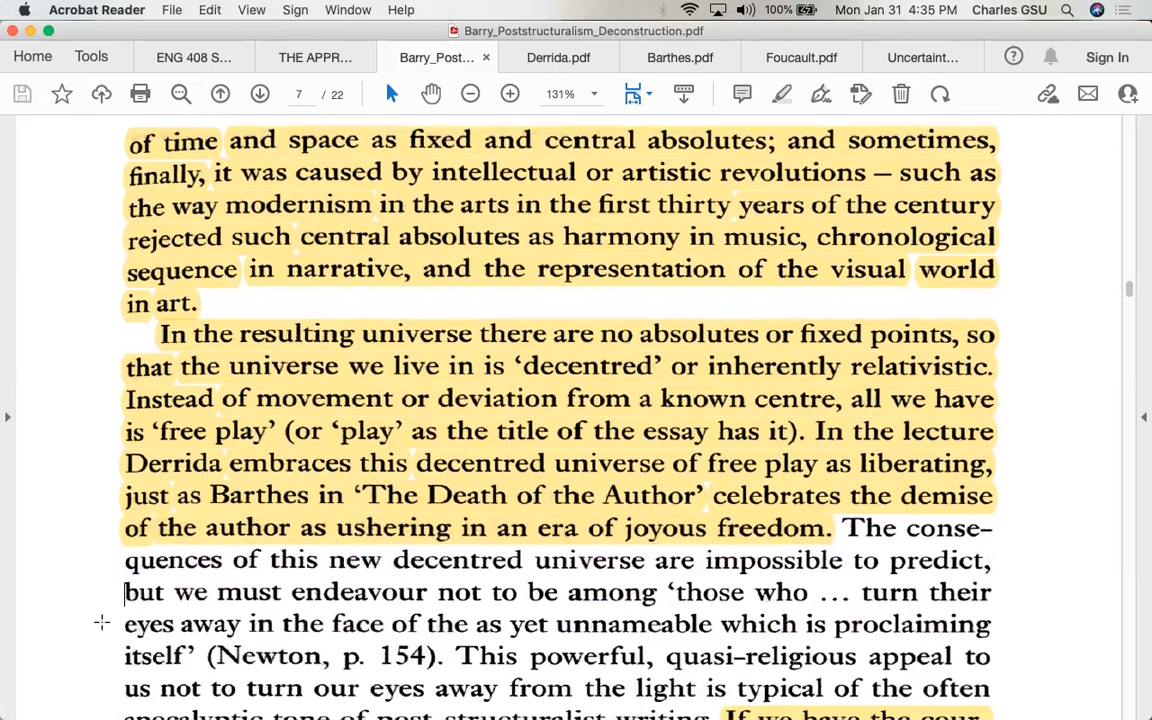 Acrobat Reader File Edit View Sign Window Help 100% Mon Jan 31 4:35 PM Charles GSU
Barry_Poststructuralism_Deconstruction.pdf
Home Tools ENG 408 S... THE APPR... Barry_Post... × Derrida.pdf Barthes.pdf Foucault.pdf Uncertaint... Sign In
7 / 22 131%
of time and space as fixed and central absolutes; and sometimes,
finally, it was caused by intellectual or artistic revolutions – such as
the way modernism in the arts in the first thirty years of the century
rejected such central absolutes as harmony in music, chronological
sequence in narrative, and the representation of the visual world
in art.
In the resulting universe there are no absolutes or fixed points, so
that the universe we live in is ‘decentred’ or inherently relativistic.
Instead of movement or deviation from a known centre, all we have
is ‘free play’ (or ‘play’ as the title of the essay has it). In the lecture
Derrida embraces this decentred universe of free play as liberating,
just as Barthes in ‘The Death of the Author’ celebrates the demise
of the author as ushering in an era of joyous freedom. The conse-
quences of this new decentred universe are impossible to predict,
but we must endeavour not to be among ‘those who ... turn their
eyes away in the face of the as yet unnameable which is proclaiming
itself’ (Newton, p. 154). This powerful, quasi-religious appeal to
us not to turn our eyes away from the light is typical of the often
apocalyptic tone of post-structuralist writing. If we have the cour-